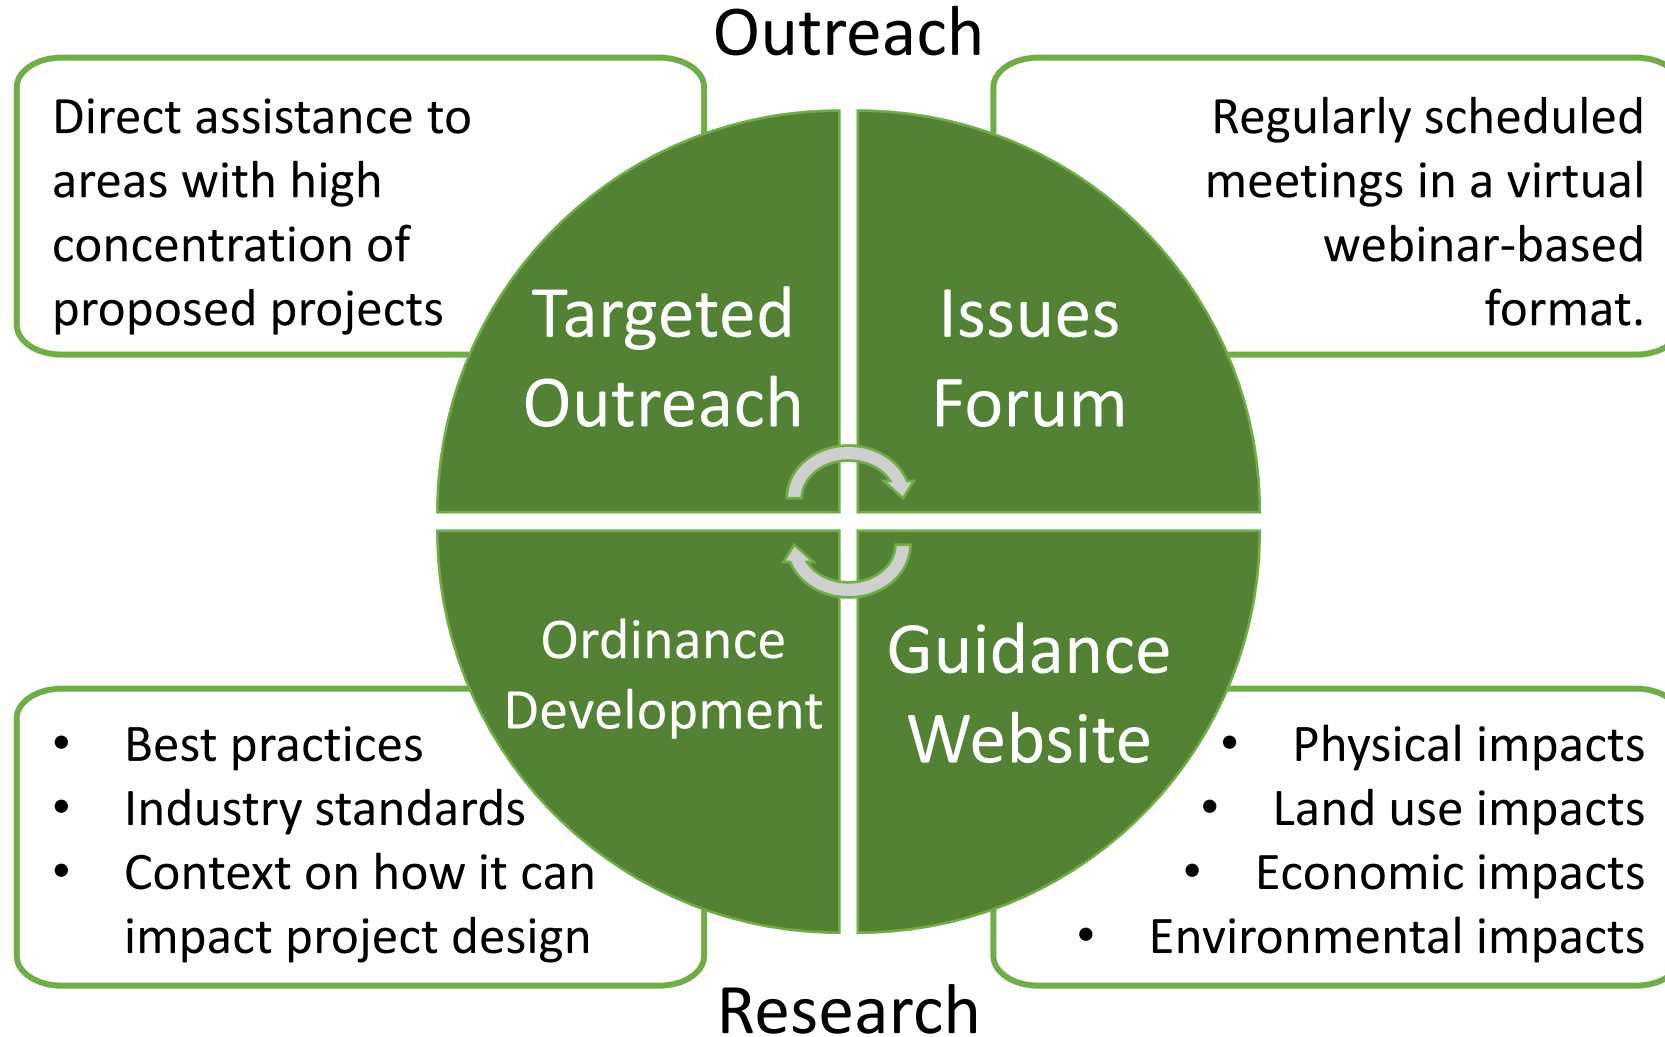 Outreach
Direct assistance to
areas with high
concentration of
proposed projects
Regularly scheduled
meetings in a virtual
webinar-based
format.
Targeted
Outreach
Issues
Forum
Ordinance
Development
Guidance
Website
• Best practices
• Industry standards
• Context on how it can
impact project design
• Physical impacts
• Land use impacts
• Economic impacts
• Environmental impacts
Research